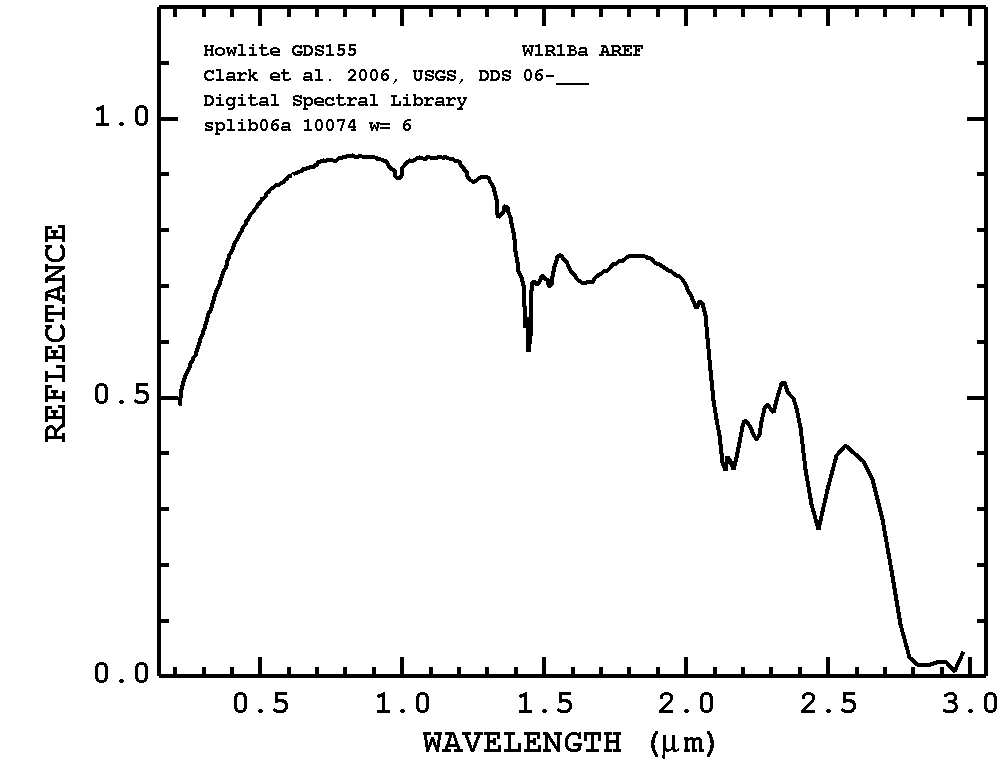 Howlite GDS155 W1R1Ba AREF
Clark et al. 2006, USGS, DDS 06-___
Digital Spectral Library
splib06a 10074 w= 6
1.0
0.5
0.0
REFLECTANCE
0.5 1.0 1.5 2.0 2.5 3.0
WAVELENGTH (μm)